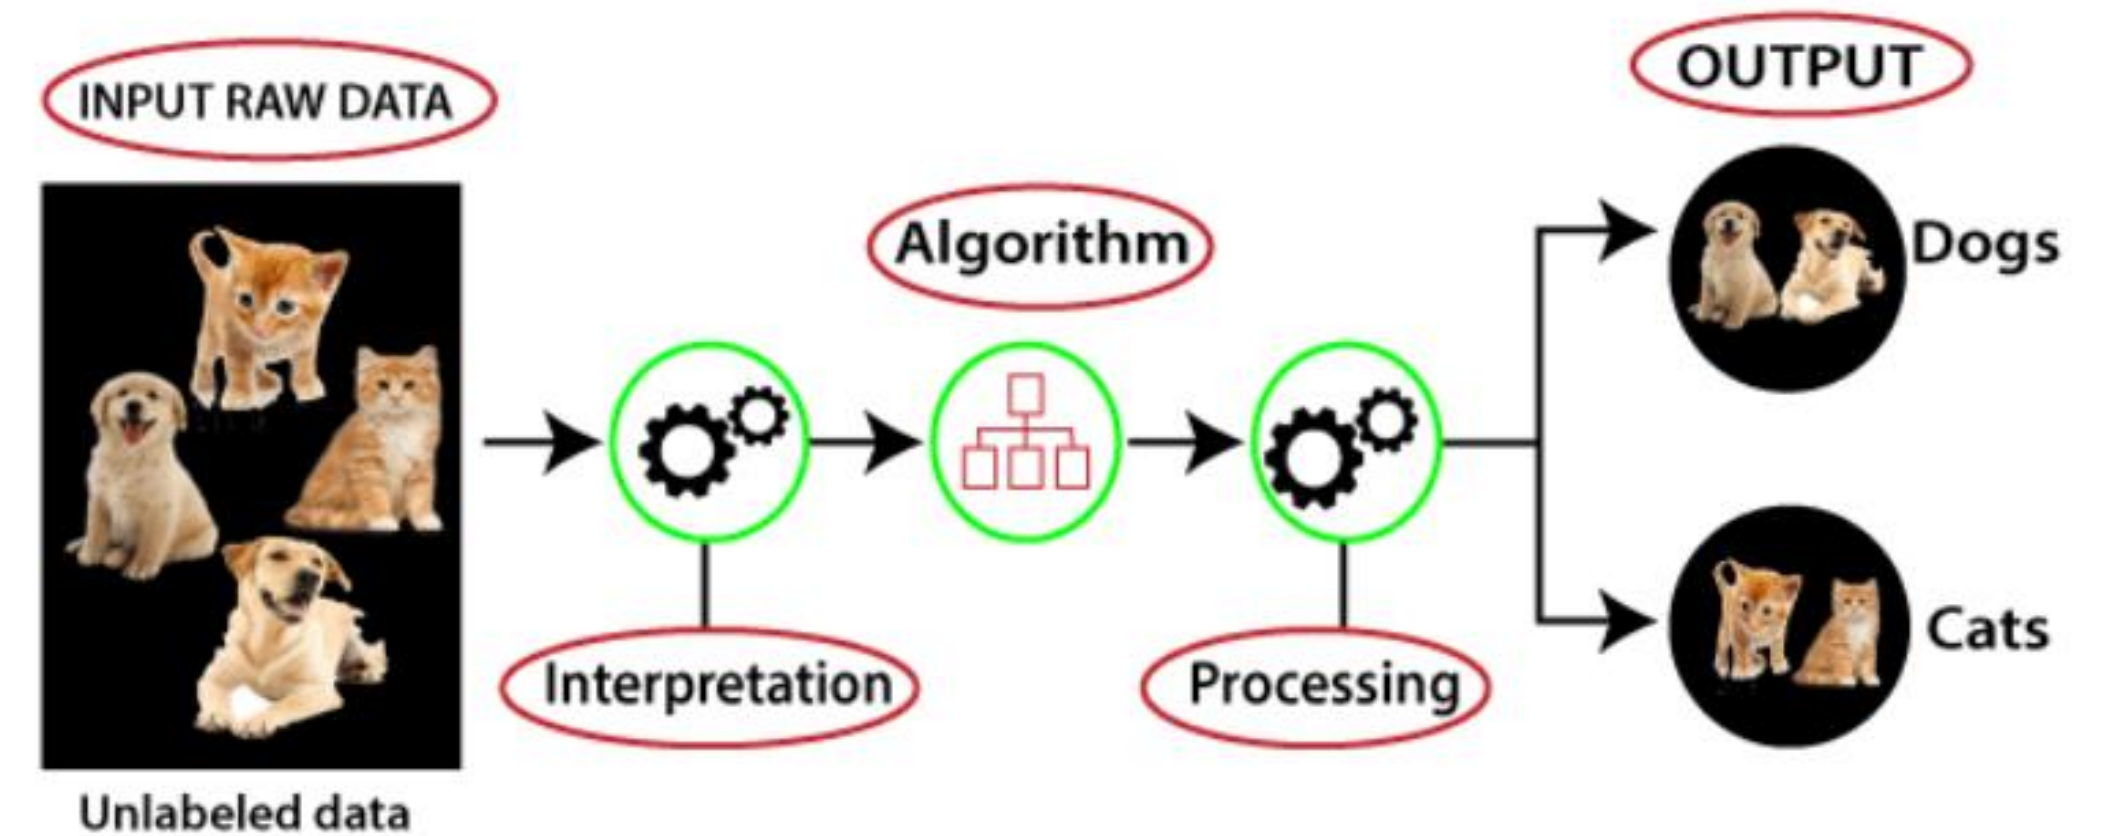 INPUT RAW DATA
Unlabeled data
Interpretation
Algorithm
Processing
OUTPUT
Dogs
Cats